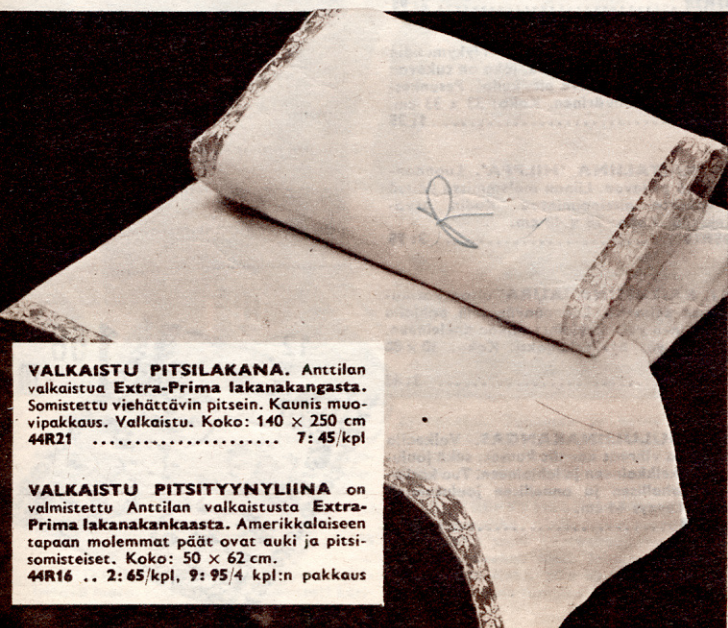 VALKAISTU PITSILAKANA. Anttilan
valkaistua Extra-Prima lakanakangasta.
Somistettu viehättävin pitsein. Kaunis muo-
vipakkaus. Valkaistu. Koko: 140 × 250 cm
44R21 ..................... 7: 45/kpl
VALKAISTU PITSITYYNYLIINA on
valmistettu Anttilan valkaistusta Extra-
Prima lakanakankaasta. Amerikkalaiseen
tapaan molemmat päät ovat auki ja pitsi-
somisteiset. Koko: 50 × 62 cm.
44R16 .. 2: 65/kpl, 9: 95/4 kpl:n pakkaus
R